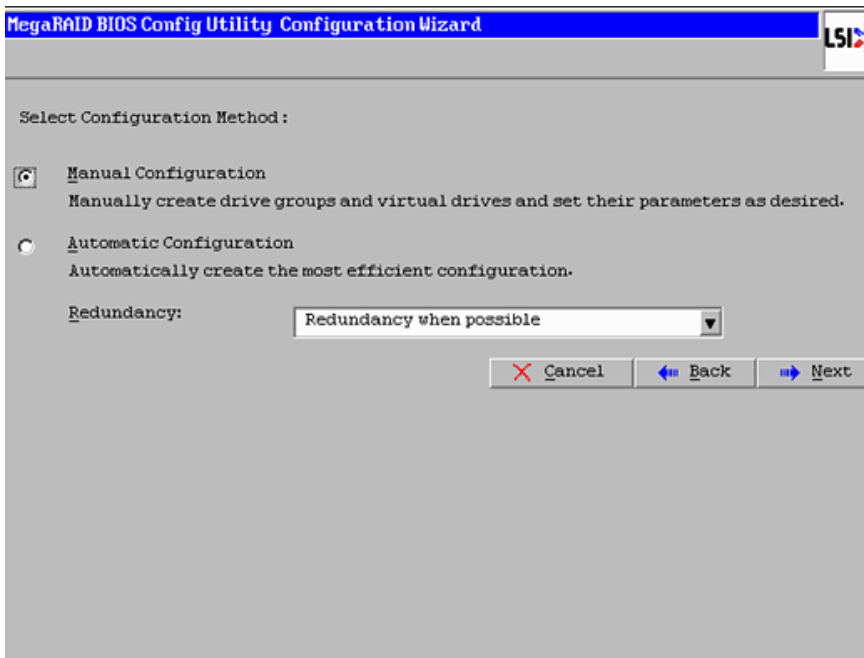 MegaRAID BIOS Config Utility Configuration Wizard
LSI
Select Configuration Method:
Manual Configuration
Manually create drive groups and virtual drives and set their parameters as desired.
Automatic Configuration
Automatically create the most efficient configuration.
Redundancy: Redundancy when possible
Cancel Back Next